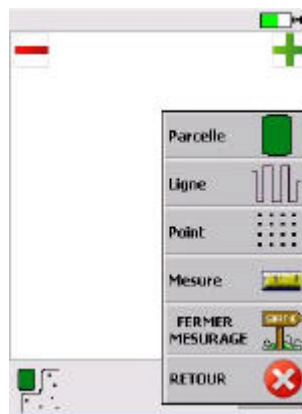 Parcelle
Ligne
Point
Mesure
FERMER
MESURAGE
RETOUR